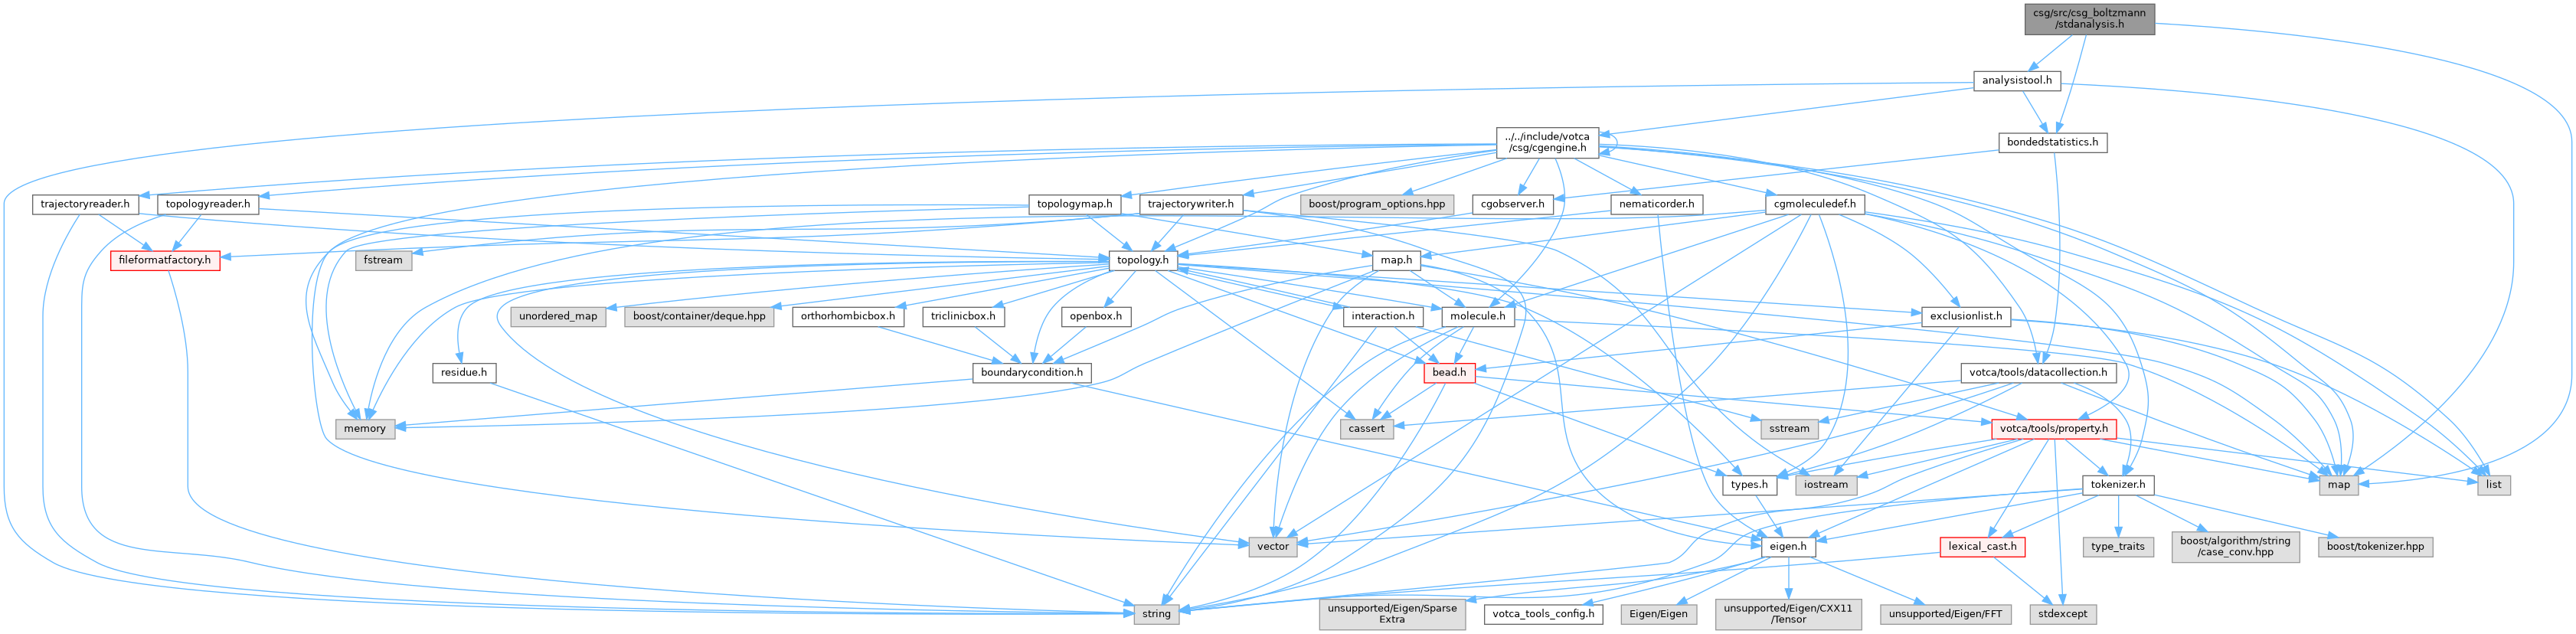 csg/src/csg_boltzmann
/stdanalysis.h
analysistool.h
../../include/votca
/csg/cgengine.h
bondedstatistics.h
trajectoryreader.h
topologyreader.h
topologymap.h
trajectorywriter.h
boost/program_options.hpp
cgobserver.h
nematicorder.h
cgmoleculedef.h
fileformatfactory.h
fstream
topology.h
map.h
unordered_map
boost/container/deque.hpp
orthorhombicbox.h
triclinicbox.h
openbox.h
interaction.h
molecule.h
exclusionlist.h
residue.h
boundarycondition.h
bead.h
votca/tools/datacollection.h
memory
cassert
sstream
votca/tools/property.h
types.h
iostream
tokenizer.h
map
list
vector
eigen.h
lexical_cast.h
type_traits
boost/algorithm/string
/case_conv.hpp
boost/tokenizer.hpp
string
unsupported/Eigen/Sparse
Extra
votca_tools_config.h
Eigen/Eigen
unsupported/Eigen/CXX11
/Tensor
unsupported/Eigen/FFT
stdexcept